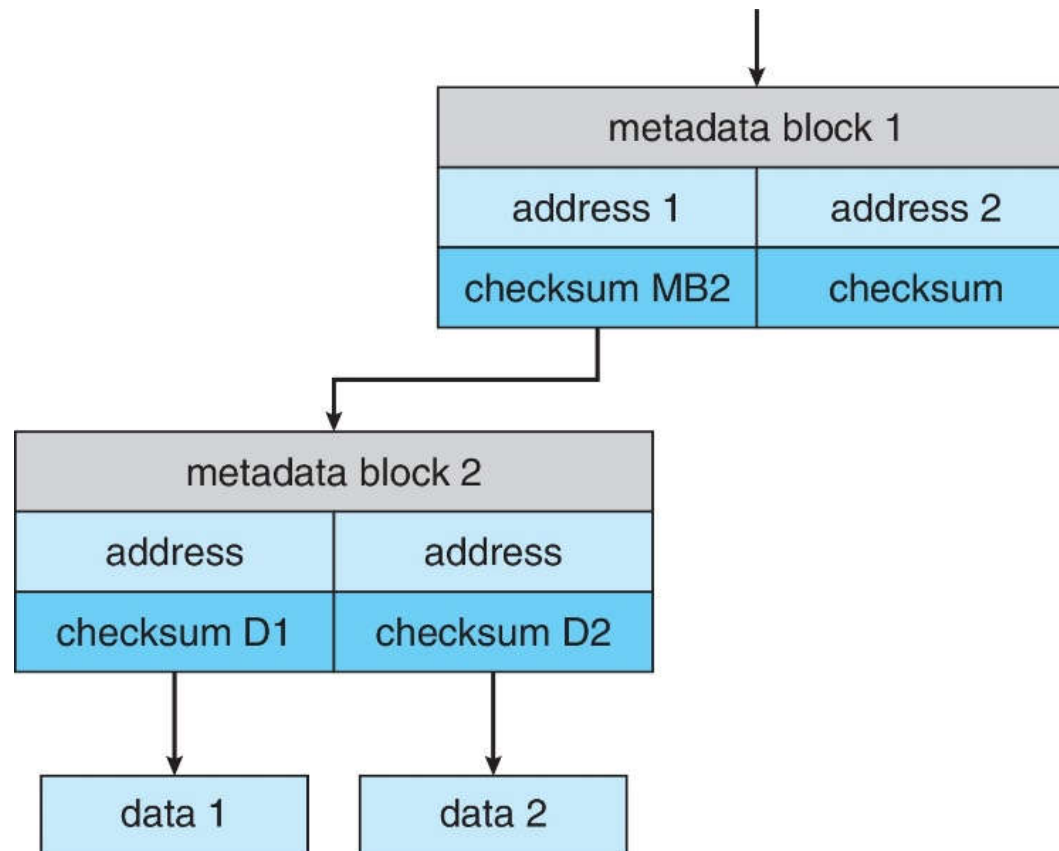 metadata block 1
address 1 address 2
checksum MB2 checksum
metadata block 2
address address
checksum D1 checksum D2
data 1 data 2